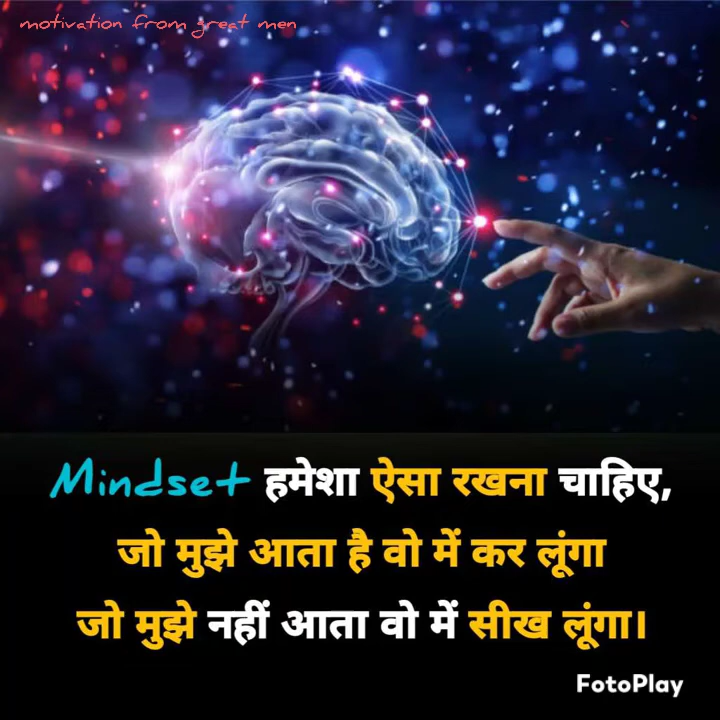 motivation from great men
Mindset हमेशा ऐसा रखना चाहिए,
जो मुझे आता है वो में कर लूंगा
जो मुझे नहीं आता वो में सीख लूंगा।
FotoPlay